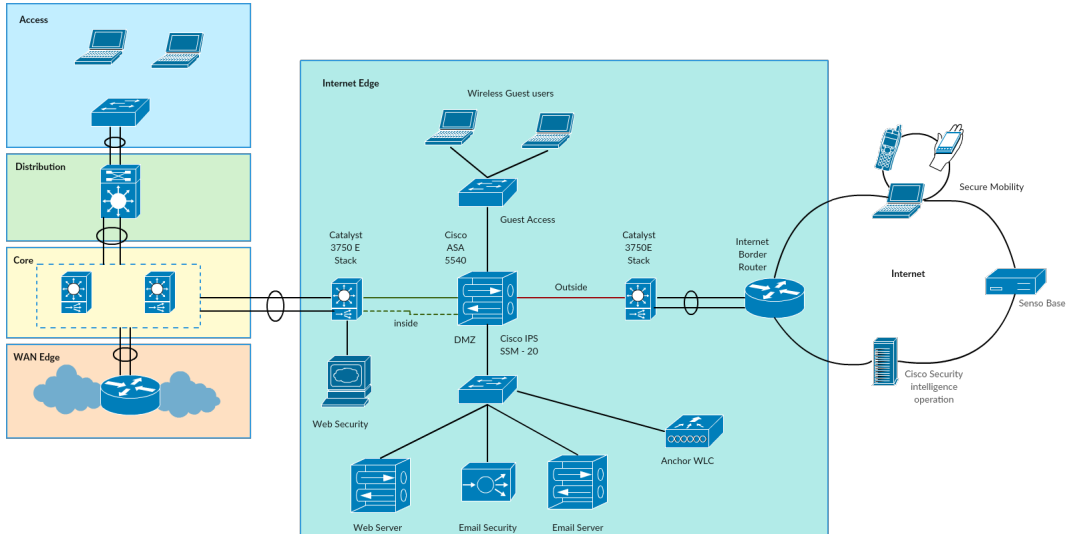 Access
Distribution
Core
WAN Edge
Internet Edge
Wireless Guest users
Guest Access
Catalyst
3750 E
Stack
Cisco
ASA
5540
Catalyst
3750E
Stack
Internet
Border
Router
Outside
inside
DMZ
Cisco IPS
SSM - 20
Web Security
Anchor WLC
Web Server
Email Security
Email Server
Secure Mobility
Internet
Senso Base
Cisco Security
intelligence
operation